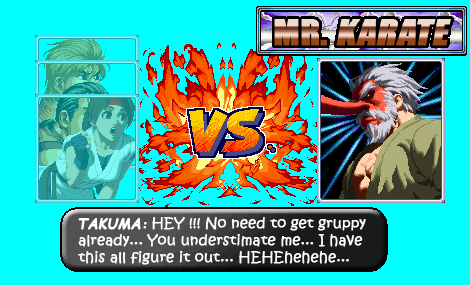 MR. KARATE
VS
TAKUMA: HEY !!! No need to get gruppy
already... You understimate me... I have
this all figure it out... HEHEhehehe...